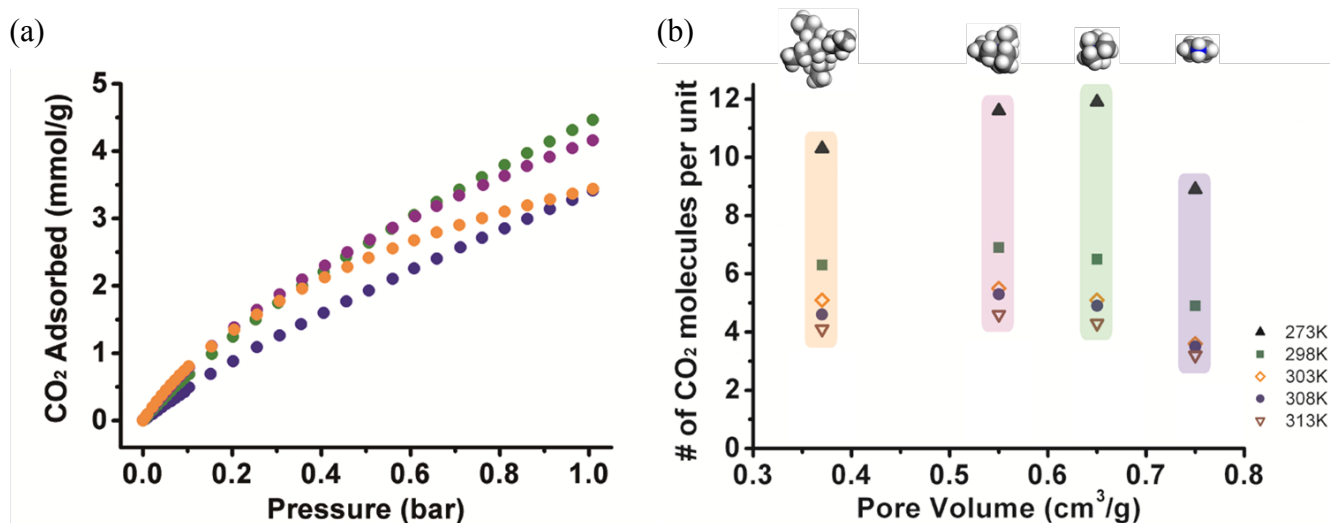 (a)
CO₂ Adsorbed (mmol/g)
5
4
3
2
1
0
0.0 0.2 0.4 0.6 0.8 1.0
Pressure (bar)
(b)
# of CO₂ molecules per unit
12
10
8
6
4
2
0
273K
298K
303K
308K
313K
0.3 0.4 0.5 0.6 0.7 0.8
Pore Volume (cm³/g)